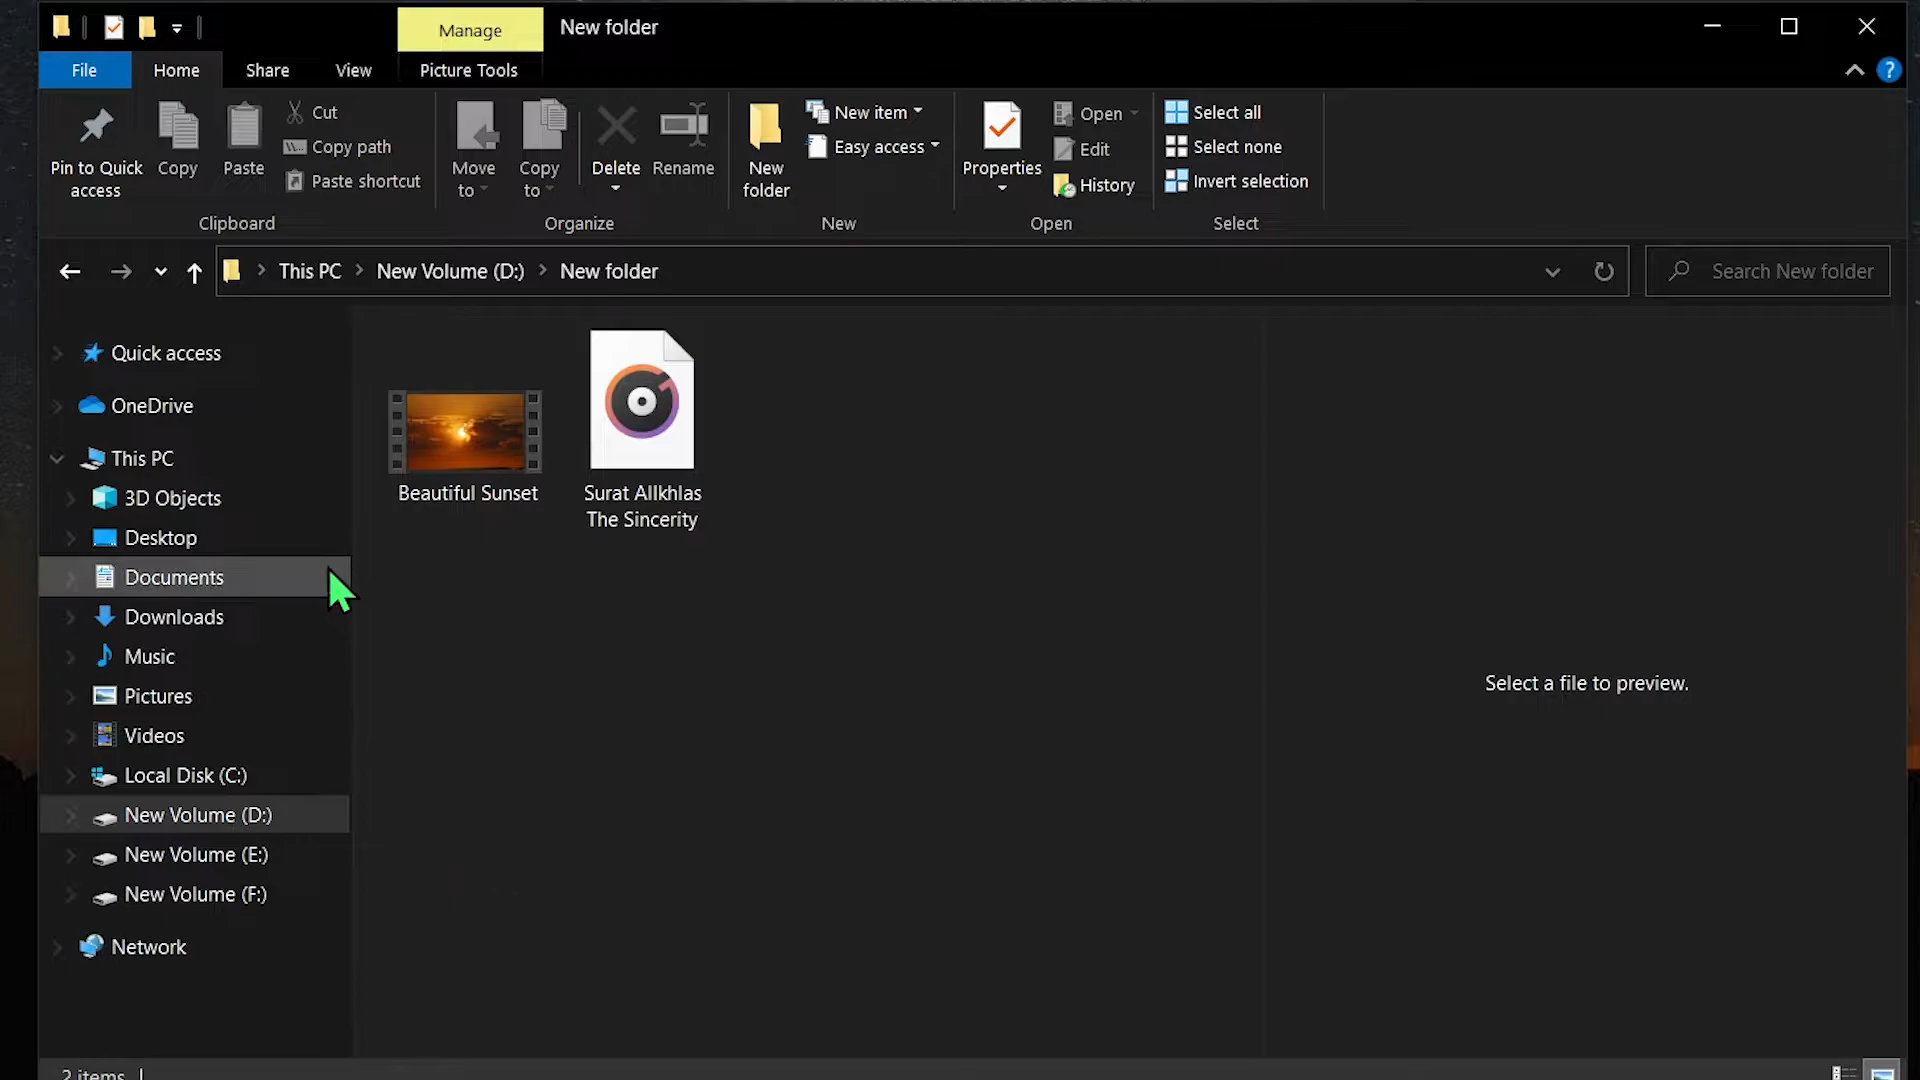 Manage
New folder
File
Home
Share
View
Picture Tools
?
Pin to Quick
access
Copy
Paste
Cut
Copy path
Paste shortcut
Clipboard
Move
to
Copy
to
Delete
Rename
Organize
New
folder
New item
Easy access
New
Properties
Open
Edit
History
Open
Select all
Select none
Invert selection
Select
This PC
New Volume (D:)
New folder
Search New folder
Quick access
OneDrive
This PC
3D Objects
Desktop
Documents
Downloads
Music
Pictures
Videos
Local Disk (C:)
New Volume (D:)
New Volume (E:)
New Volume (F:)
Network
Beautiful Sunset
Surat Allkhlas
The Sincerity
Select a file to preview.
2 items